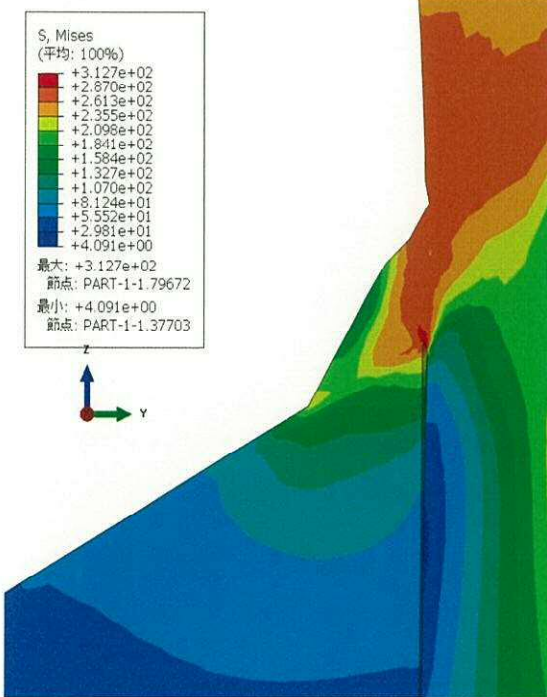 S, Mises
(平均: 100%)
+3.127e+02
+2.870e+02
+2.613e+02
+2.355e+02
+2.098e+02
+1.841e+02
+1.584e+02
+1.327e+02
+1.070e+02
+8.124e+01
+5.552e+01
+2.981e+01
+4.091e+00
最大: +3.127e+02
節点: PART-1-1.79672
最小: +4.091e+00
節点: PART-1-1.37703
Z
Y